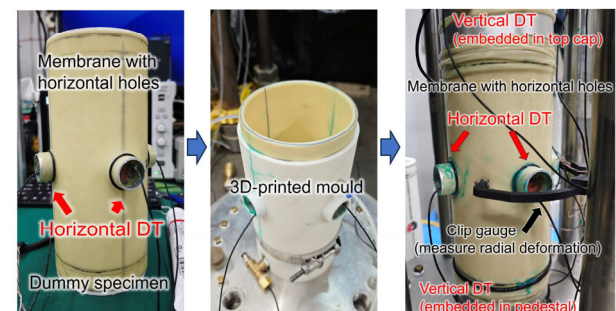 Membrane with
horizontal holes
Horizontal DT
Dummy specimen
3D-printed mould
Vertical DT
(embedded in top cap)
Membrane with horizontal holes
Horizontal DT
Clip gauge
(measure radial deformation)
Vertical DT
(embedded in pedestal)